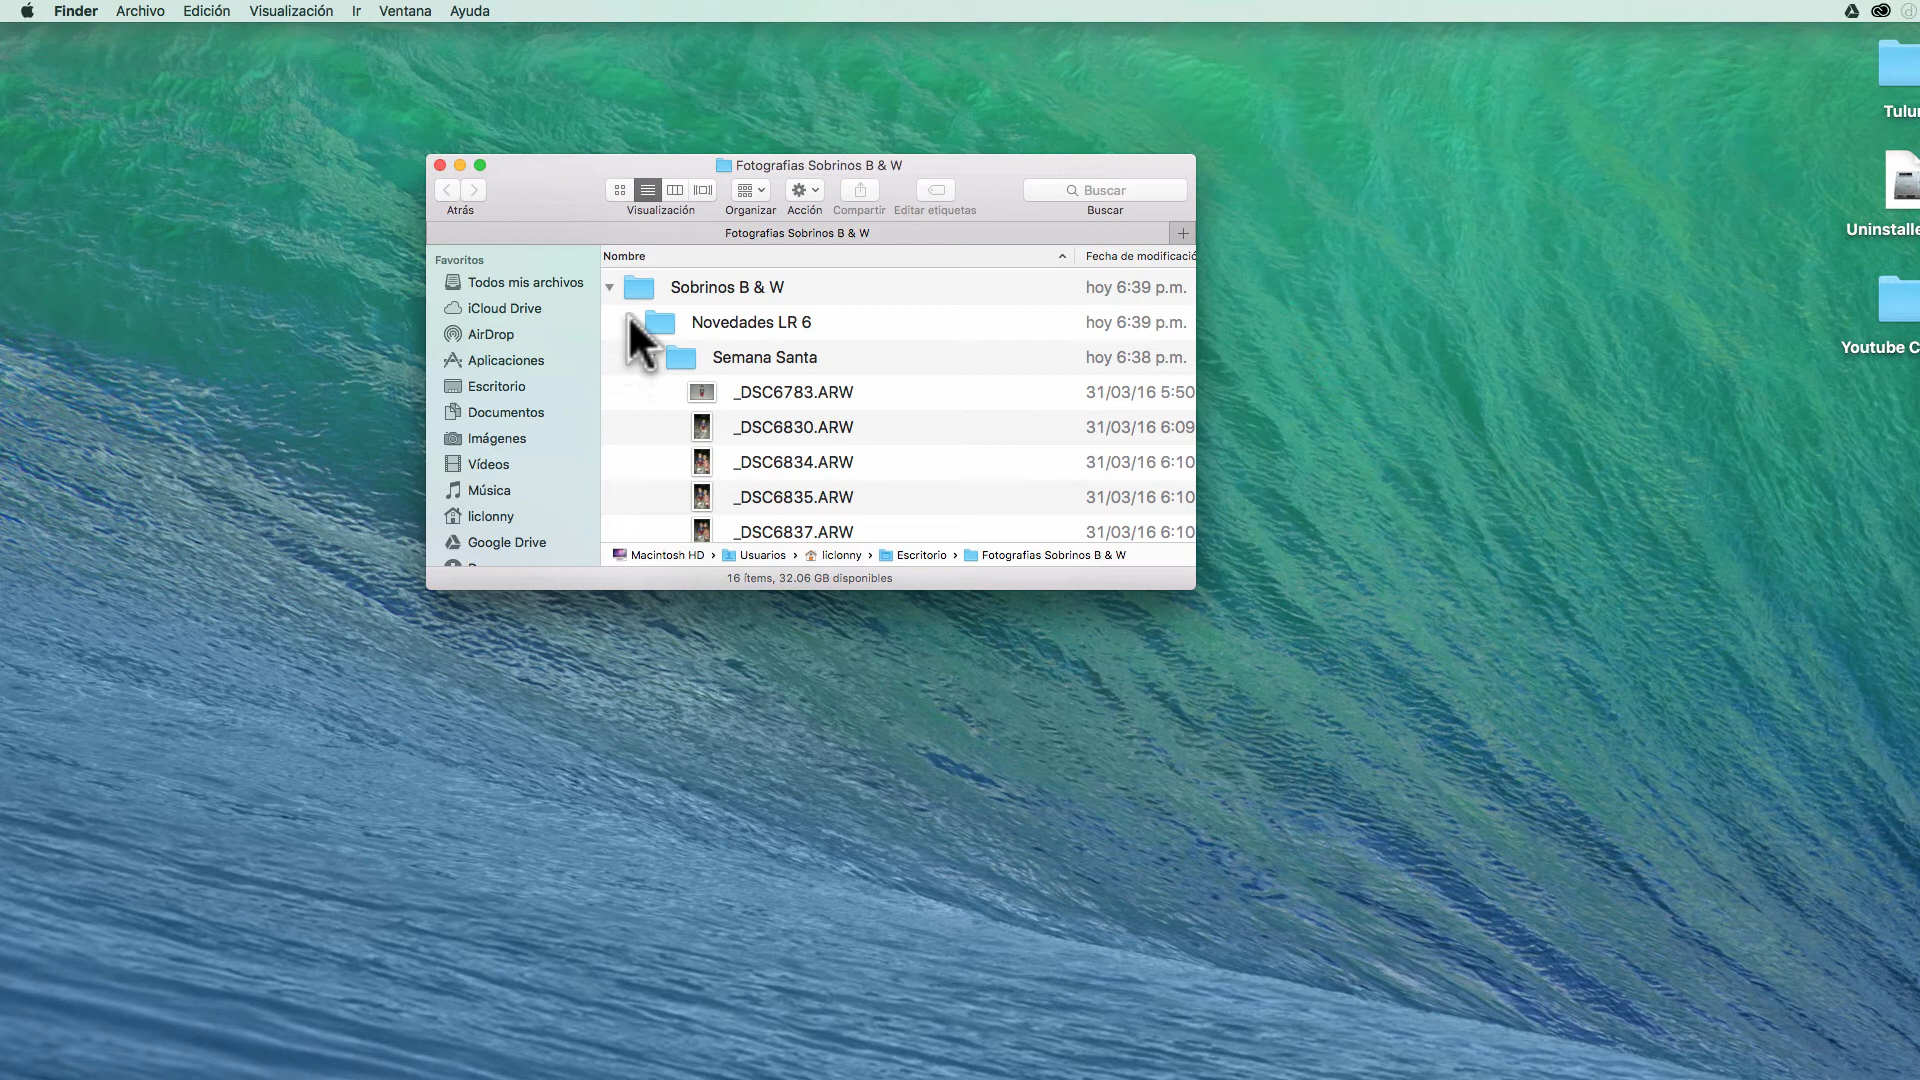 Finder Archivo Edición Visualización Ir Ventana Ayuda
Fotografias Sobrinos B & W
Buscar
Atrás Visualización Organizar Acción Compartir Editar etiquetas Buscar
Fotografias Sobrinos B & W
Favoritos
Todos mis archivos
iCloud Drive
AirDrop
Aplicaciones
Escritorio
Documentos
Imágenes
Vídeos
Música
liclonny
Google Drive
Nombre Fecha de modificació
Sobrinos B & W hoy 6:39 p.m.
Novedades LR 6 hoy 6:39 p.m.
Semana Santa hoy 6:38 p.m.
_DSC6783.ARW 31/03/16 5:50
_DSC6830.ARW 31/03/16 6:09
_DSC6834.ARW 31/03/16 6:10
_DSC6835.ARW 31/03/16 6:10
_DSC6837.ARW 31/03/16 6:10
Macintosh HD › Usuarios › liclonny › Escritorio › Fotografias Sobrinos B & W
16 ítems, 32.06 GB disponibles
Tulu
Uninstalle
Youtube C